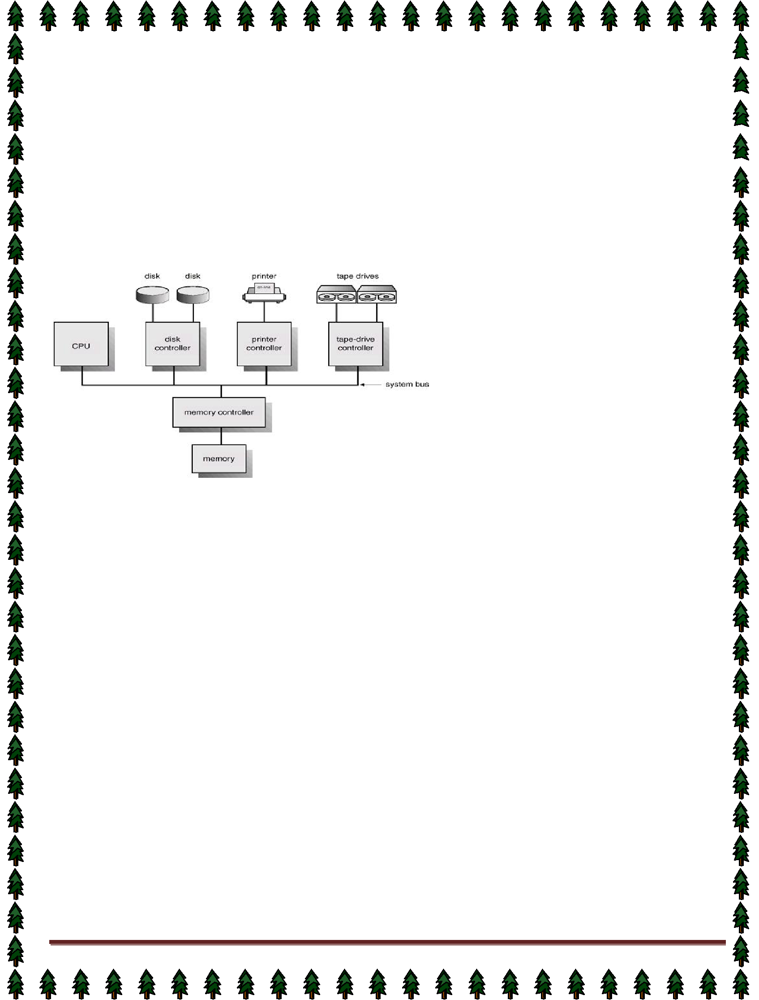 disk disk printer tape drives
on-line
CPU
disk
controller
printer
controller
tape-drive
controller
system bus
memory controller
memory